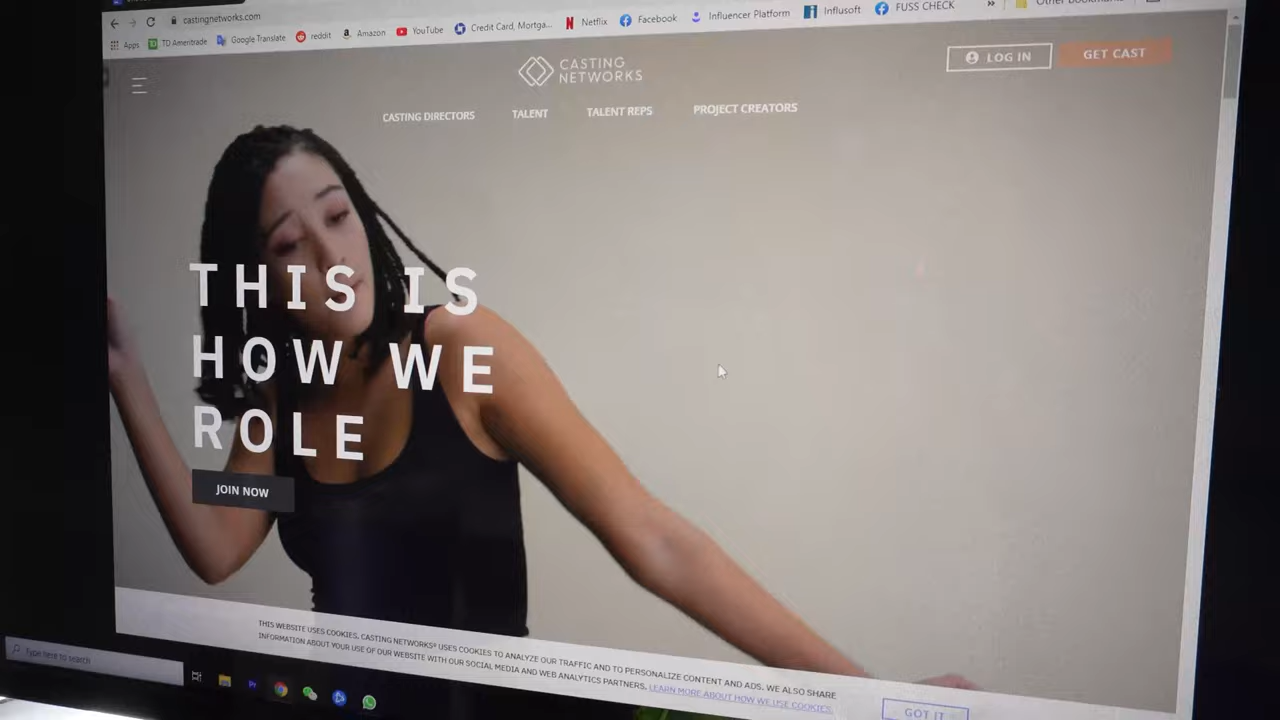 castingnetworks.com
Apps
TD Ameritrade
Google Translate
reddit
Amazon
YouTube
Credit Card, Mortga...
Netflix
Facebook
Influencer Platform
Influsoft
FUSS CHECK
»
CASTING
NETWORKS
LOG IN
GET CAST
CASTING DIRECTORS
TALENT
TALENT REPS
PROJECT CREATORS
THIS IS
HOW WE
ROLE
JOIN NOW
THIS WEBSITE USES COOKIES. CASTING NETWORKS® USES COOKIES TO ANALYZE OUR TRAFFIC AND TO PERSONALIZE CONTENT AND ADS. WE ALSO SHARE
INFORMATION ABOUT YOUR USE OF OUR WEBSITE WITH OUR SOCIAL MEDIA AND WEB ANALYTICS PARTNERS. LEARN MORE ABOUT HOW WE USE COOKIES.
GOT IT
Type here to search
Pr